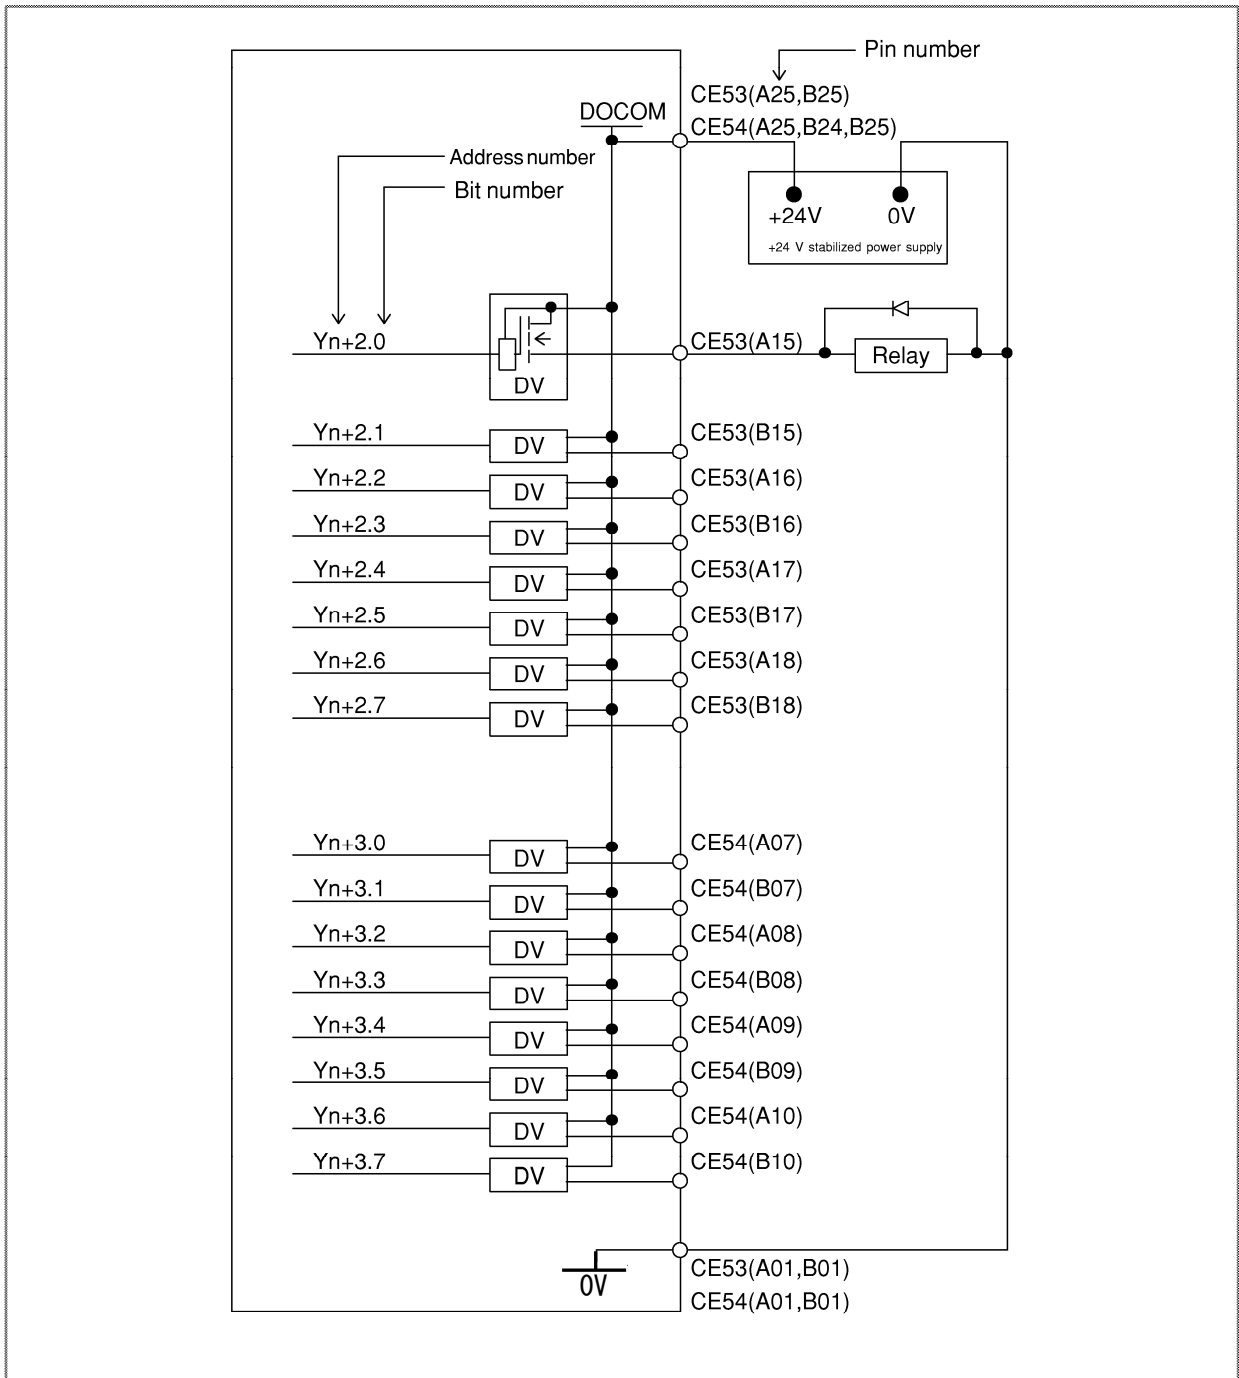 Pin number
CE53(A25,B25)
DOCOM
CE54(A25,B24,B25)
Address number
Bit number
+24V 0V
+24 V stabilized power supply
Yn+2.0 CE53(A15)
Relay
DV
Yn+2.1 DV CE53(B15)
Yn+2.2 DV CE53(A16)
Yn+2.3 DV CE53(B16)
Yn+2.4 DV CE53(A17)
Yn+2.5 DV CE53(B17)
Yn+2.6 DV CE53(A18)
Yn+2.7 DV CE53(B18)
Yn+3.0 DV CE54(A07)
Yn+3.1 DV CE54(B07)
Yn+3.2 DV CE54(A08)
Yn+3.3 DV CE54(B08)
Yn+3.4 DV CE54(A09)
Yn+3.5 DV CE54(B09)
Yn+3.6 DV CE54(A10)
Yn+3.7 DV CE54(B10)
CE53(A01,B01)
0V
CE54(A01,B01)